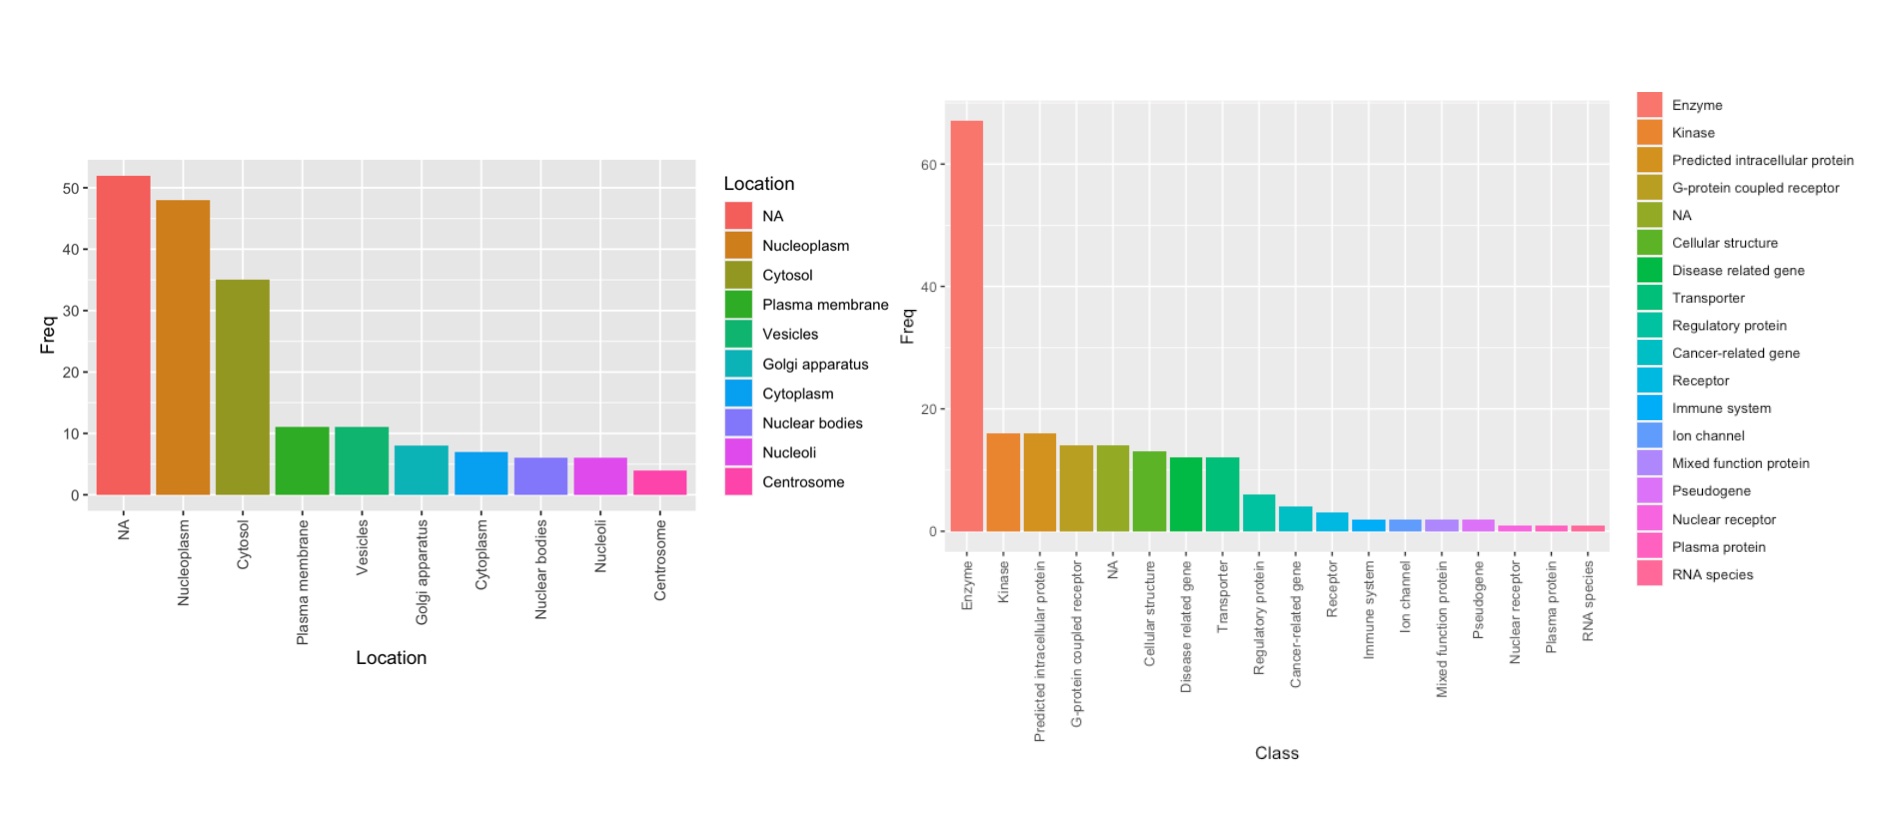 Freq
50
40
30
20
10
0
NA
Nucleoplasm
Cytosol
Plasma membrane
Vesicles
Golgi apparatus
Cytoplasm
Nuclear bodies
Nucleoli
Centrosome
Location
Location
NA
Nucleoplasm
Cytosol
Plasma membrane
Vesicles
Golgi apparatus
Cytoplasm
Nuclear bodies
Nucleoli
Centrosome
Freq
60
40
20
0
Enzyme
Kinase
Predicted intracellular protein
G-protein coupled receptor
NA
Cellular structure
Disease related gene
Transporter
Regulatory protein
Cancer-related gene
Receptor
Immune system
Ion channel
Mixed function protein
Pseudogene
Nuclear receptor
Plasma protein
RNA species
Class
Enzyme
Kinase
Predicted intracellular protein
G-protein coupled receptor
NA
Cellular structure
Disease related gene
Transporter
Regulatory protein
Cancer-related gene
Receptor
Immune system
Ion channel
Mixed function protein
Pseudogene
Nuclear receptor
Plasma protein
RNA species